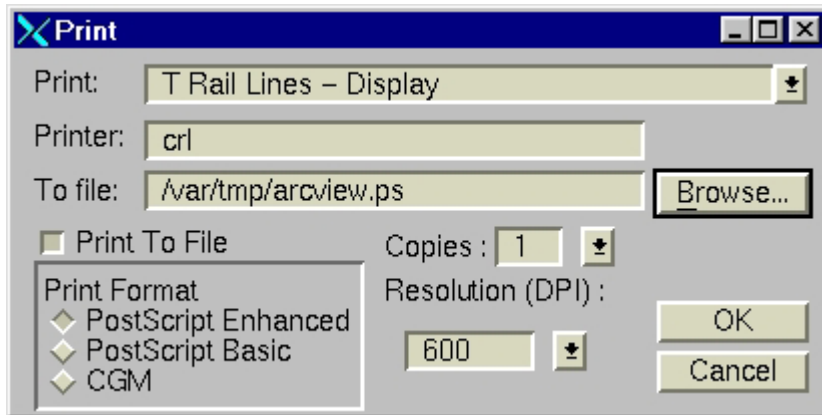 Print
Print: T Rail Lines – Display
Printer: crl
To file: /var/tmp/arcview.ps Browse...
Print To File Copies : 1
Print Format Resolution (DPI) :
PostScript Enhanced OK
PostScript Basic 600
CGM Cancel